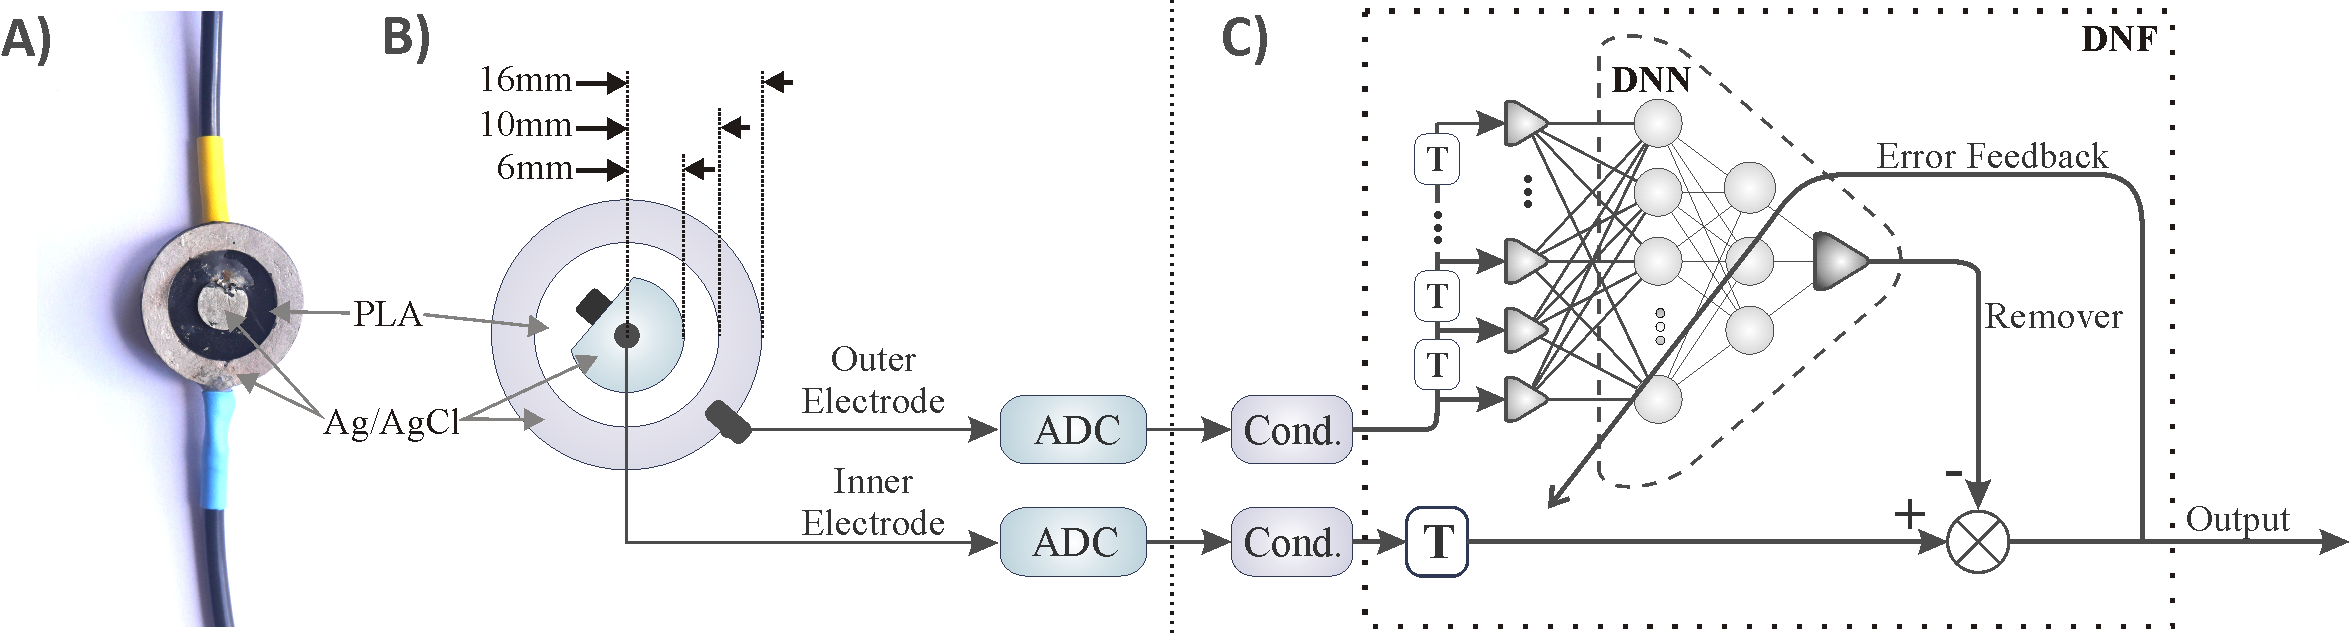 A)
B)
C)
DNF
DNN
16mm
10mm
6mm
T
Error Feedback
T
T
PLA
Remover
Ag/AgCl
Outer
Electrode
ADC
Cond.
-
Inner
Electrode
ADC
Cond.
T
+
Output